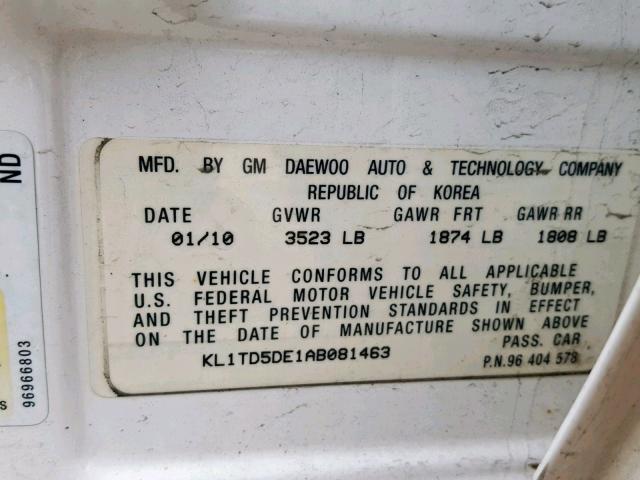 MFD. BY GM DAEWOO AUTO & TECHNOLOGY COMPANY
REPUBLIC OF KOREA
DATE GVWR GAWR FRT GAWR RR
01/10 3523 LB 1874 LB 1808 LB
THIS VEHICLE CONFORMS TO ALL APPLICABLE
U.S. FEDERAL MOTOR VEHICLE SAFETY, BUMPER,
AND THEFT PREVENTION STANDARDS IN EFFECT
ON THE DATE OF MANUFACTURE SHOWN ABOVE
PASS. CAR
KL1TD5DE1AB081463
P.N.96 404 578
ND
96966803
S